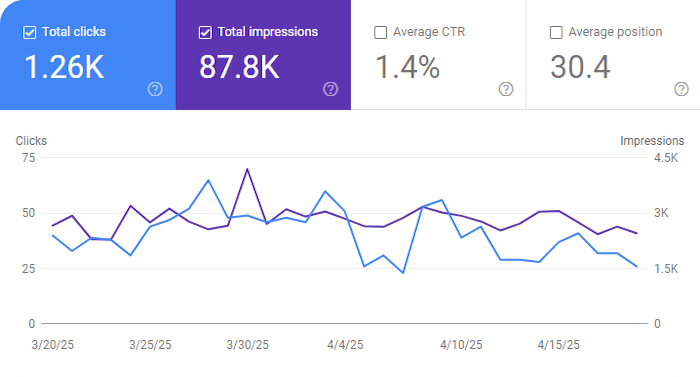 Total clicks
1.26K
Total impressions
87.8K
Average CTR
1.4%
Average position
30.4
Clicks
Impressions
75
4.5K
50
3K
25
1.5K
0
0
3/20/25
3/25/25
3/30/25
4/4/25
4/10/25
4/15/25